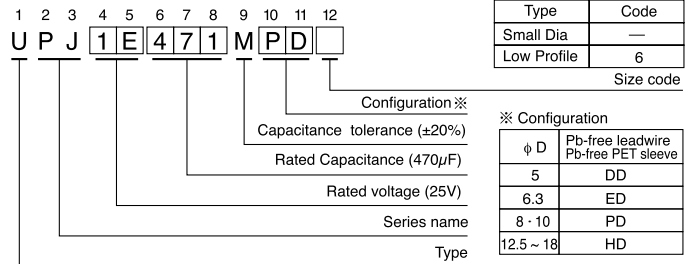 1 2 3 4 5 6 7 8 9 10 11 12
U P J 1 E 4 7 1 M P D
Type Code
Small Dia —
Low Profile 6
Size code
Configuration※
Capacitance tolerance (±20%)
Rated Capacitance (470µF)
Rated voltage (25V)
Series name
Type
※ Configuration
ϕ D Pb-free leadwire
Pb-free PET sleeve
5 DD
6.3 ED
8 · 10 PD
12.5 ~ 18 HD